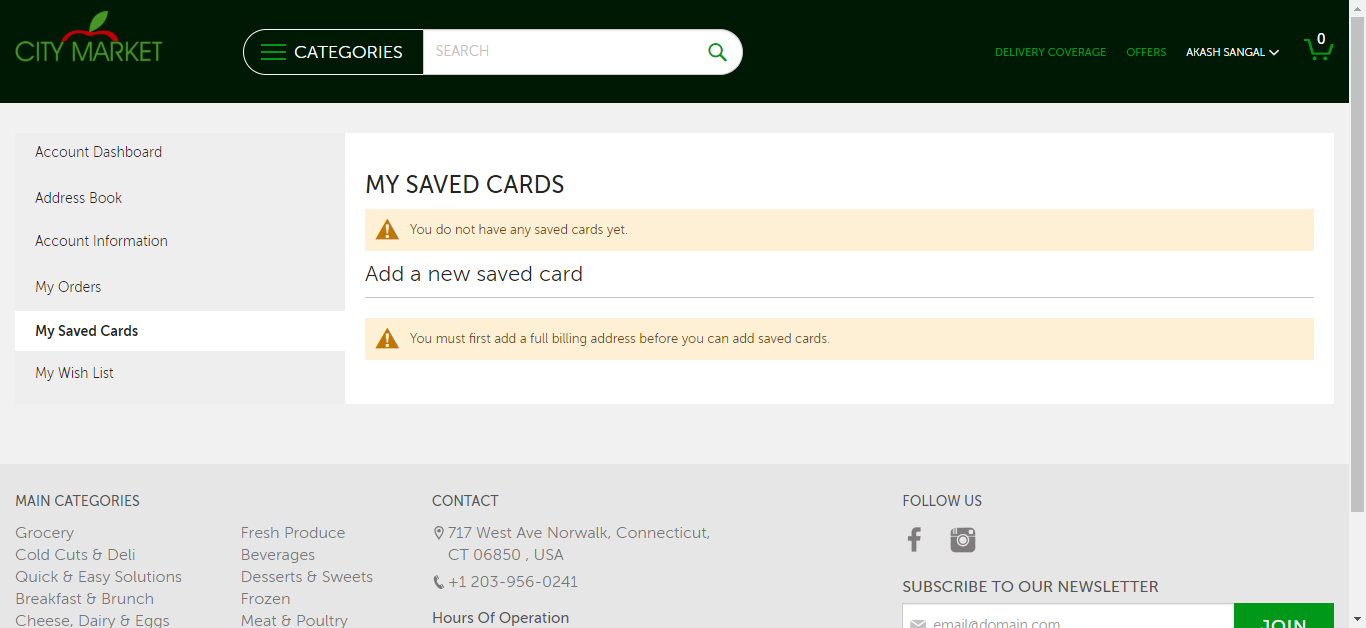 CITY MARKET
CATEGORIES
SEARCH
DELIVERY COVERAGE
OFFERS
AKASH SANGAL
0
Account Dashboard
Address Book
Account Information
My Orders
My Saved Cards
My Wish List
MY SAVED CARDS
You do not have any saved cards yet.
Add a new saved card
You must first add a full billing address before you can add saved cards.
MAIN CATEGORIES
Grocery
Cold Cuts & Deli
Quick & Easy Solutions
Breakfast & Brunch
Cheese, Dairy & Eggs
Fresh Produce
Beverages
Desserts & Sweets
Frozen
Meat & Poultry
CONTACT
717 West Ave Norwalk, Connecticut,
CT 06850 , USA
+1 203-956-0241
Hours Of Operation
FOLLOW US
SUBSCRIBE TO OUR NEWSLETTER
email@domain.com
JOIN